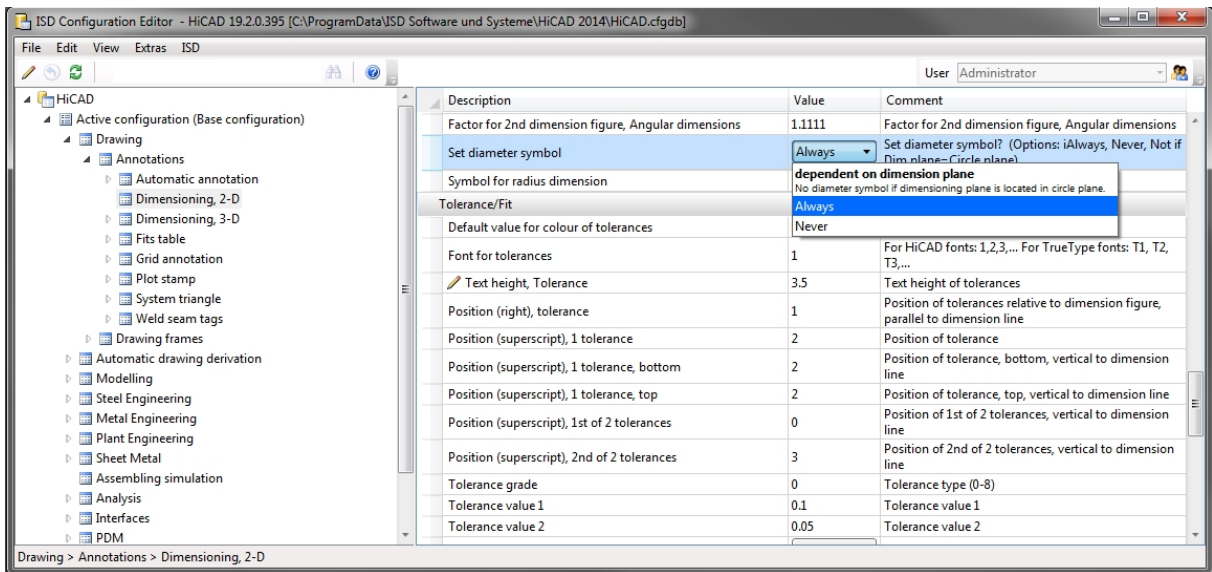 ISD Configuration Editor - HiCAD 19.2.0.395 [C:\ProgramData\ISD Software und Systeme\HiCAD 2014\HiCAD.cfgdb]
File Edit View Extras ISD
User Administrator
HiCAD
Active configuration (Base configuration)
Drawing
Annotations
Automatic annotation
Dimensioning, 2-D
Dimensioning, 3-D
Fits table
Grid annotation
Plot stamp
System triangle
Weld seam tags
Drawing frames
Automatic drawing derivation
Modelling
Steel Engineering
Metal Engineering
Plant Engineering
Sheet Metal
Assembling simulation
Analysis
Interfaces
PDM
Description Value Comment
Factor for 2nd dimension figure, Angular dimensions 1.1111 Factor for 2nd dimension figure, Angular dimensions
Set diameter symbol Always Set diameter symbol? (Options: iAlways, Never, Not if
Dim plane=Circle plane)
Symbol for radius dimension
dependent on dimension plane
No diameter symbol if dimensioning plane is located in circle plane.
Always
Never
Tolerance/Fit
Default value for colour of tolerances
Font for tolerances 1 For HiCAD fonts: 1,2,3,... For TrueType fonts: T1, T2,
T3,...
Text height, Tolerance 3.5 Text height of tolerances
Position (right), tolerance 1 Position of tolerances relative to dimension figure,
parallel to dimension line
Position (superscript), 1 tolerance 2 Position of tolerance
Position (superscript), 1 tolerance, bottom 2 Position of tolerance, bottom, vertical to dimension
line
Position (superscript), 1 tolerance, top 2 Position of tolerance, top, vertical to dimension line
Position (superscript), 1st of 2 tolerances 0 Position of 1st of 2 tolerances, vertical to dimension
line
Position (superscript), 2nd of 2 tolerances 3 Position of 2nd of 2 tolerances, vertical to dimension
line
Tolerance grade 0 Tolerance type (0-8)
Tolerance value 1 0.1 Tolerance value 1
Tolerance value 2 0.05 Tolerance value 2
Drawing > Annotations > Dimensioning, 2-D